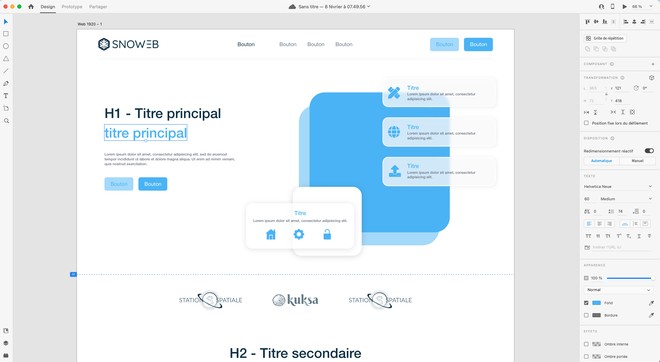 Design
Prototype
Partager
Sans titre — 8 février à 07:49:58
66 %
Web 1920 – 1
SNOWEB
Bouton
Bouton
Bouton
Bouton
Bouton
Bouton
H1 - Titre principal
titre principal
Lorem ipsum dolor sit amet, consectetur adipiscing elit, sed do eiusmod
tempor incididunt ut labore et dolore magna aliqua. Ut enim ad minim veniam,
quis nostrud exercitation.
Bouton
Bouton
Titre
Lorem ipsum dolor sit amet, consectetur
adipiscing elit.
Titre
Lorem ipsum dolor sit amet, consectetur
adipiscing elit.
Titre
Lorem ipsum dolor sit amet, consectetur
adipiscing elit.
Titre
Lorem ipsum dolor sit amet, consectetur adipiscing elit.
STATION SPATIALE
kuksa
STATION SPATIALE
H2 - Titre secondaire
Grille de répétition
COMPOSANT
TRANSFORMATION
X 121
0°
Y 418
Position fixe lors du défilement
DISPOSITION
Redimensionnement réactif
Automatique
Manuel
TEXTE
Helvetica Neue
60
Medium
0
74
0
APPARENCE
100 %
Normal
Fond
Bordure
EFFETS
Ombre interne
Ombre portée